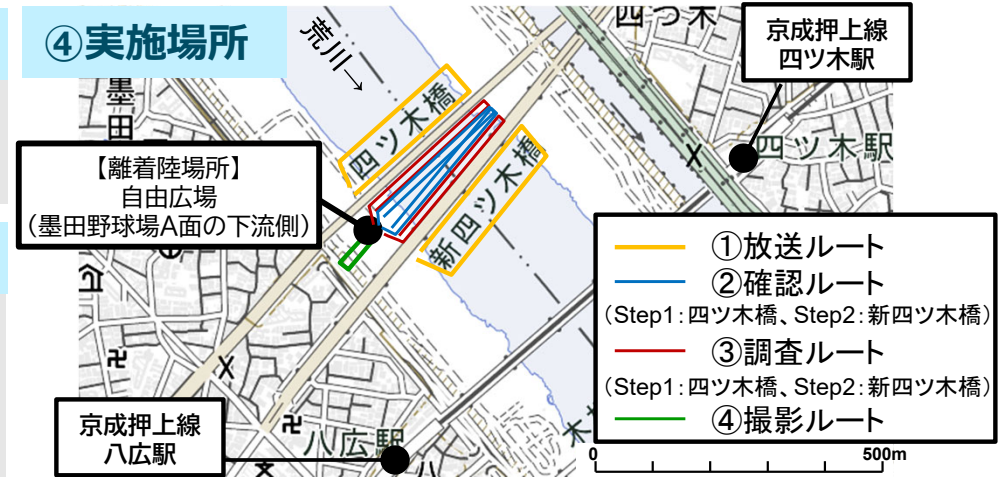 ④実施場所
荒川→
四つ木
京成押上線
四ツ木駅
墨田
四ツ木橋
四ツ木駅
【離着陸場所】
自由広場
（墨田野球場A面の下流側）
新四ツ木橋
①放送ルート
②確認ルート
（Step1：四ツ木橋、Step2：新四ツ木橋）
③調査ルート
（Step1：四ツ木橋、Step2：新四ツ木橋）
④撮影ルート
京成押上線
八広駅
八広駅
八
木
0 500m